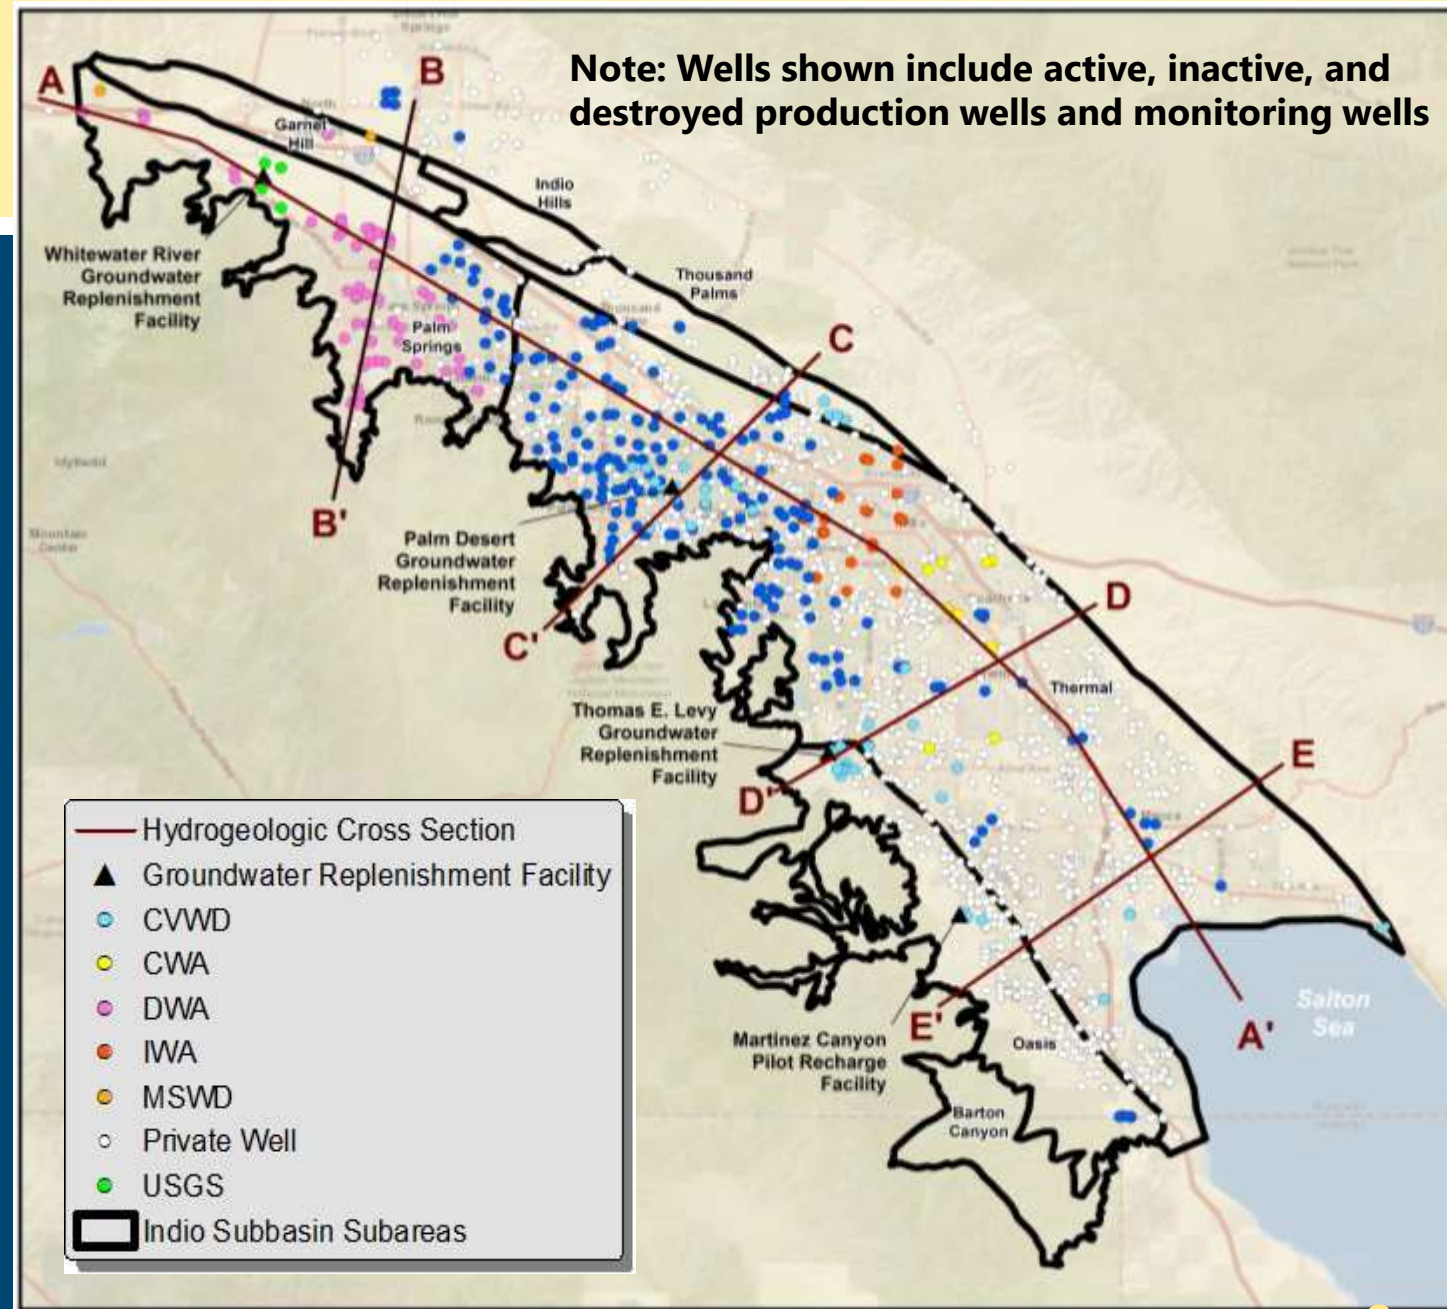 Note: Wells shown include active, inactive, and
destroyed production wells and monitoring wells
A
B
Garnet
Hill
Indio
Hills
Whitewater River
Groundwater
Replenishment
Facility
Thousand
Palms
Palm
Springs
C
B'
Palm Desert
Groundwater
Replenishment
Facility
C'
D
Thermal
Thomas E. Levy
Groundwater
Replenishment
Facility
D'
E
E'
A'
Salton
Sea
Martinez Canyon
Pilot Recharge
Facility
Oasis
Barton
Canyon
Hydrogeologic Cross Section
Groundwater Replenishment Facility
CVWD
CWA
DWA
IWA
MSWD
Private Well
USGS
Indio Subbasin Subareas